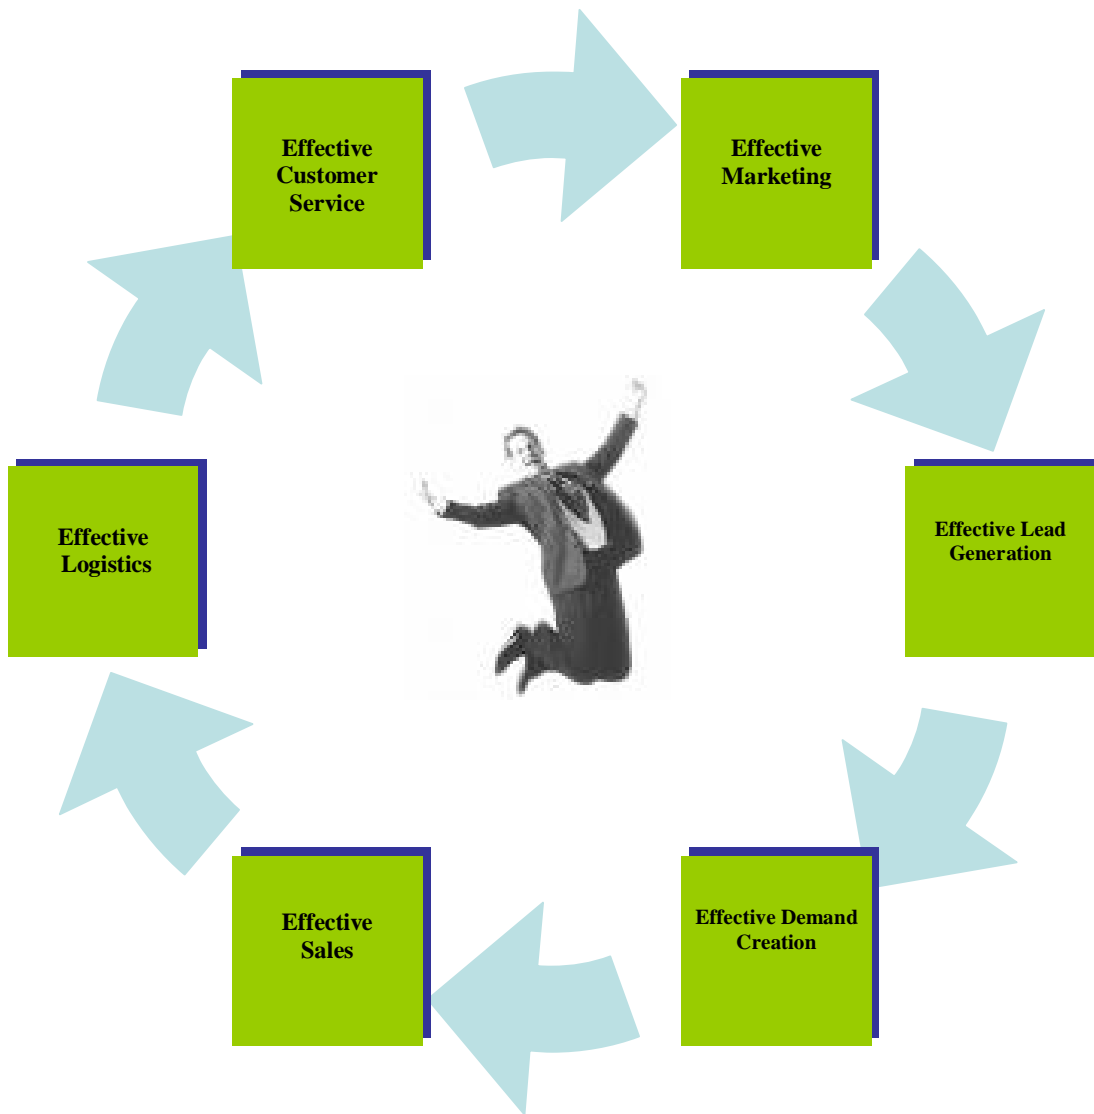 Effective
Customer
Service
Effective
Marketing
Effective Lead
Generation
Effective Demand
Creation
Effective
Sales
Effective
Logistics